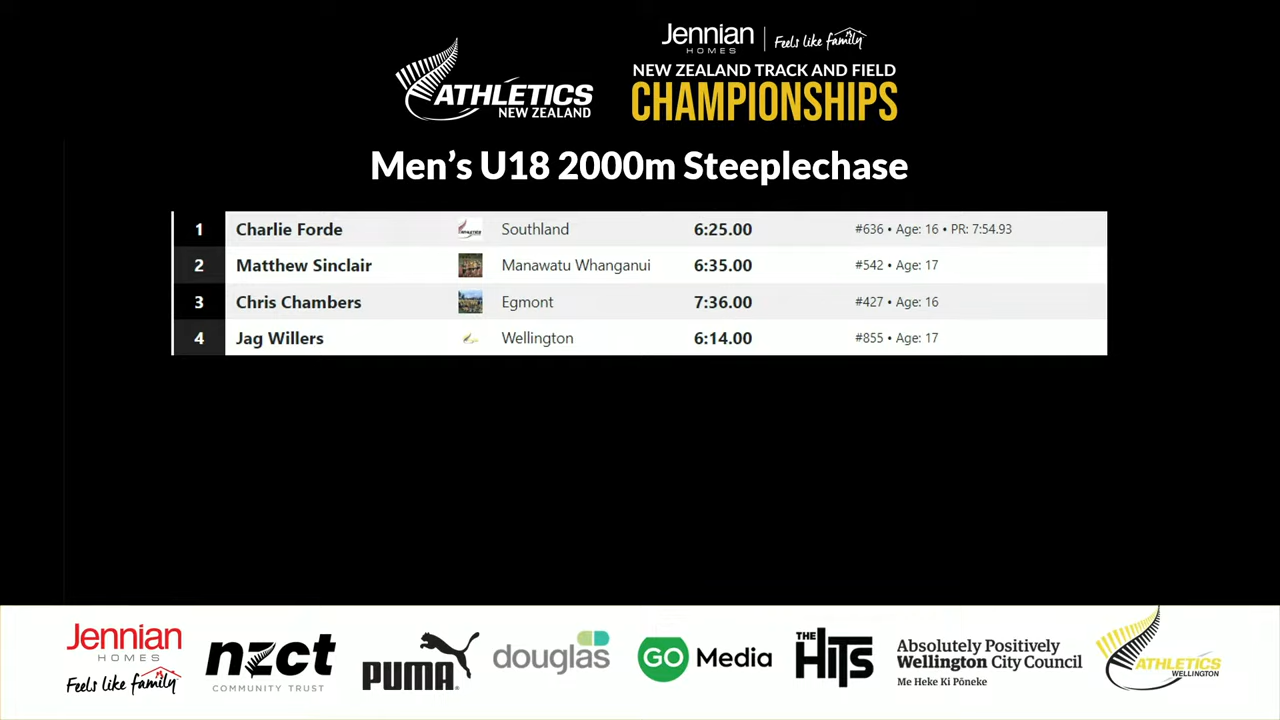 Jennian
HOMES
Feels like family
ATHLETICS
NEW ZEALAND
NEW ZEALAND TRACK AND FIELD
CHAMPIONSHIPS
Men’s U18 2000m Steeplechase
1 Charlie Forde Southland 6:25.00 #636 • Age: 16 • PR: 7:54.93
2 Matthew Sinclair Manawatu Whanganui 6:35.00 #542 • Age: 17
3 Chris Chambers Egmont 7:36.00 #427 • Age: 16
4 Jag Willers Wellington 6:14.00 #855 • Age: 17
Jennian
HOMES
Feels like family
nzct
COMMUNITY TRUST
PUMA
douglas
GO Media
THE HITS
Absolutely Positively
Wellington City Council
Me Heke Ki Pōneke
ATHLETICS
WELLINGTON